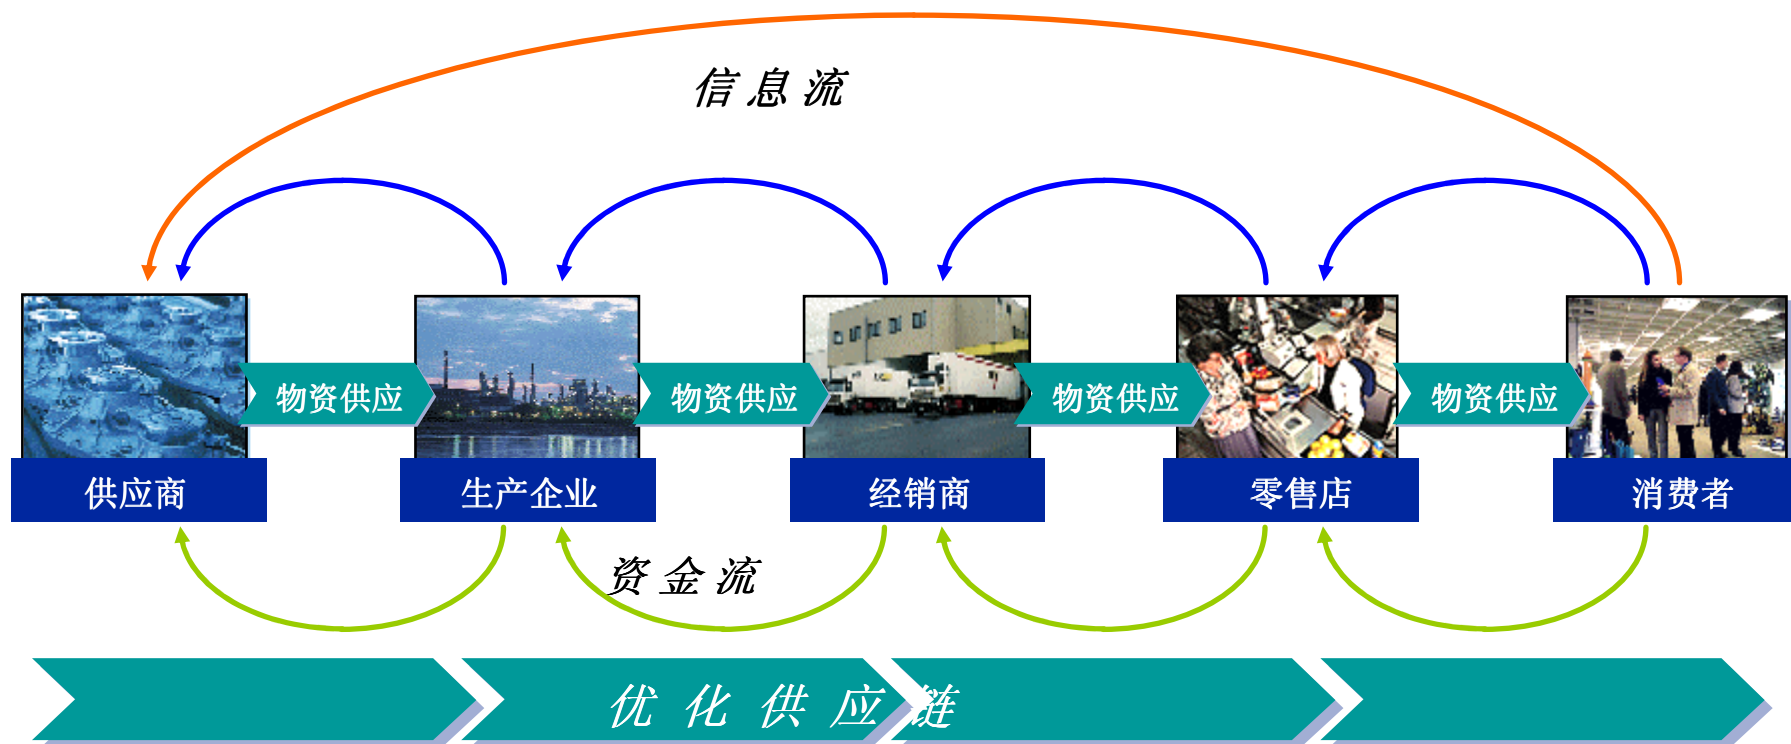 信息流
物资供应
物资供应
物资供应
物资供应
供应商
生产企业
经销商
零售店
消费者
资金流
优化供应链